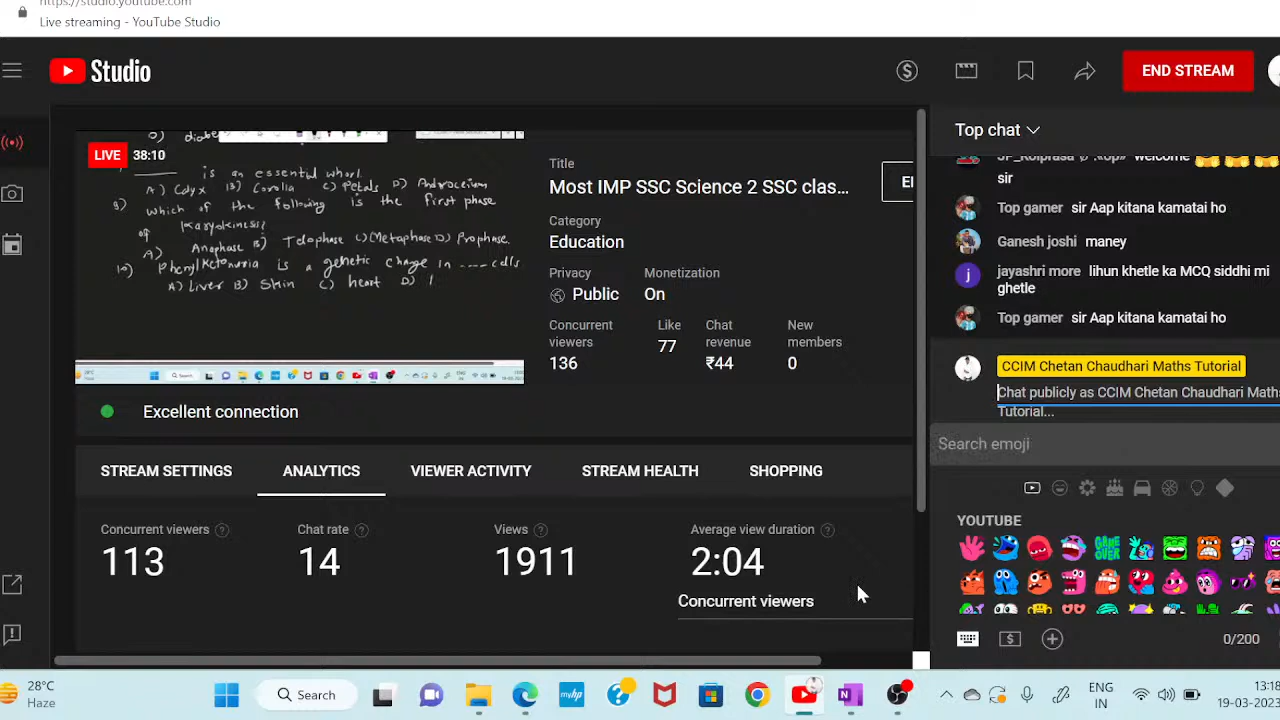 https://studio.youtube.com
Live streaming - YouTube Studio
Studio
END STREAM
LIVE 38:10
is an essential whorl
A) Calyx B) Corolla C) Petals D) Androecium
9) which of the following is the first phase
of Karyokinesis?
A) Anaphase B) Telophase C) Metaphase D) Prophase.
10) Phenylketonuria is a genetic change in .... cells
A) Liver B) Skin C) heart D)
Search
Title
Most IMP SSC Science 2 SSC clas...
Category
Education
Privacy Monetization
Public On
Concurrent viewers Like Chat revenue New members
136 77 ₹44 0
Excellent connection
STREAM SETTINGS ANALYTICS VIEWER ACTIVITY STREAM HEALTH SHOPPING
Concurrent viewers Chat rate Views Average view duration
113 14 1911 2:04
Concurrent viewers
Top chat
welcome
sir
Top gamer sir Aap kitana kamatai ho
Ganesh joshi maney
jayashri more lihun khetle ka MCQ siddhi mi
ghetle
Top gamer sir Aap kitana kamatai ho
CCIM Chetan Chaudhari Maths Tutorial
Chat publicly as CCIM Chetan Chaudhari Maths
Tutorial...
Search emoji
YOUTUBE
GAME OVER
0/200
28°C
Haze
Search
myhp
ENG
IN
13:18
19-03-2023